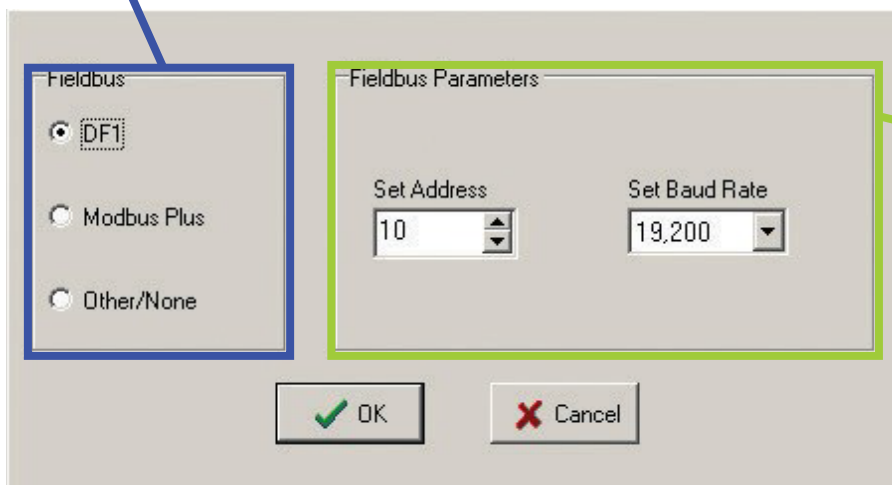 Fieldbus
DF1
Modbus Plus
Other/None
Fieldbus Parameters
Set Address
Set Baud Rate
10
19,200
OK
Cancel